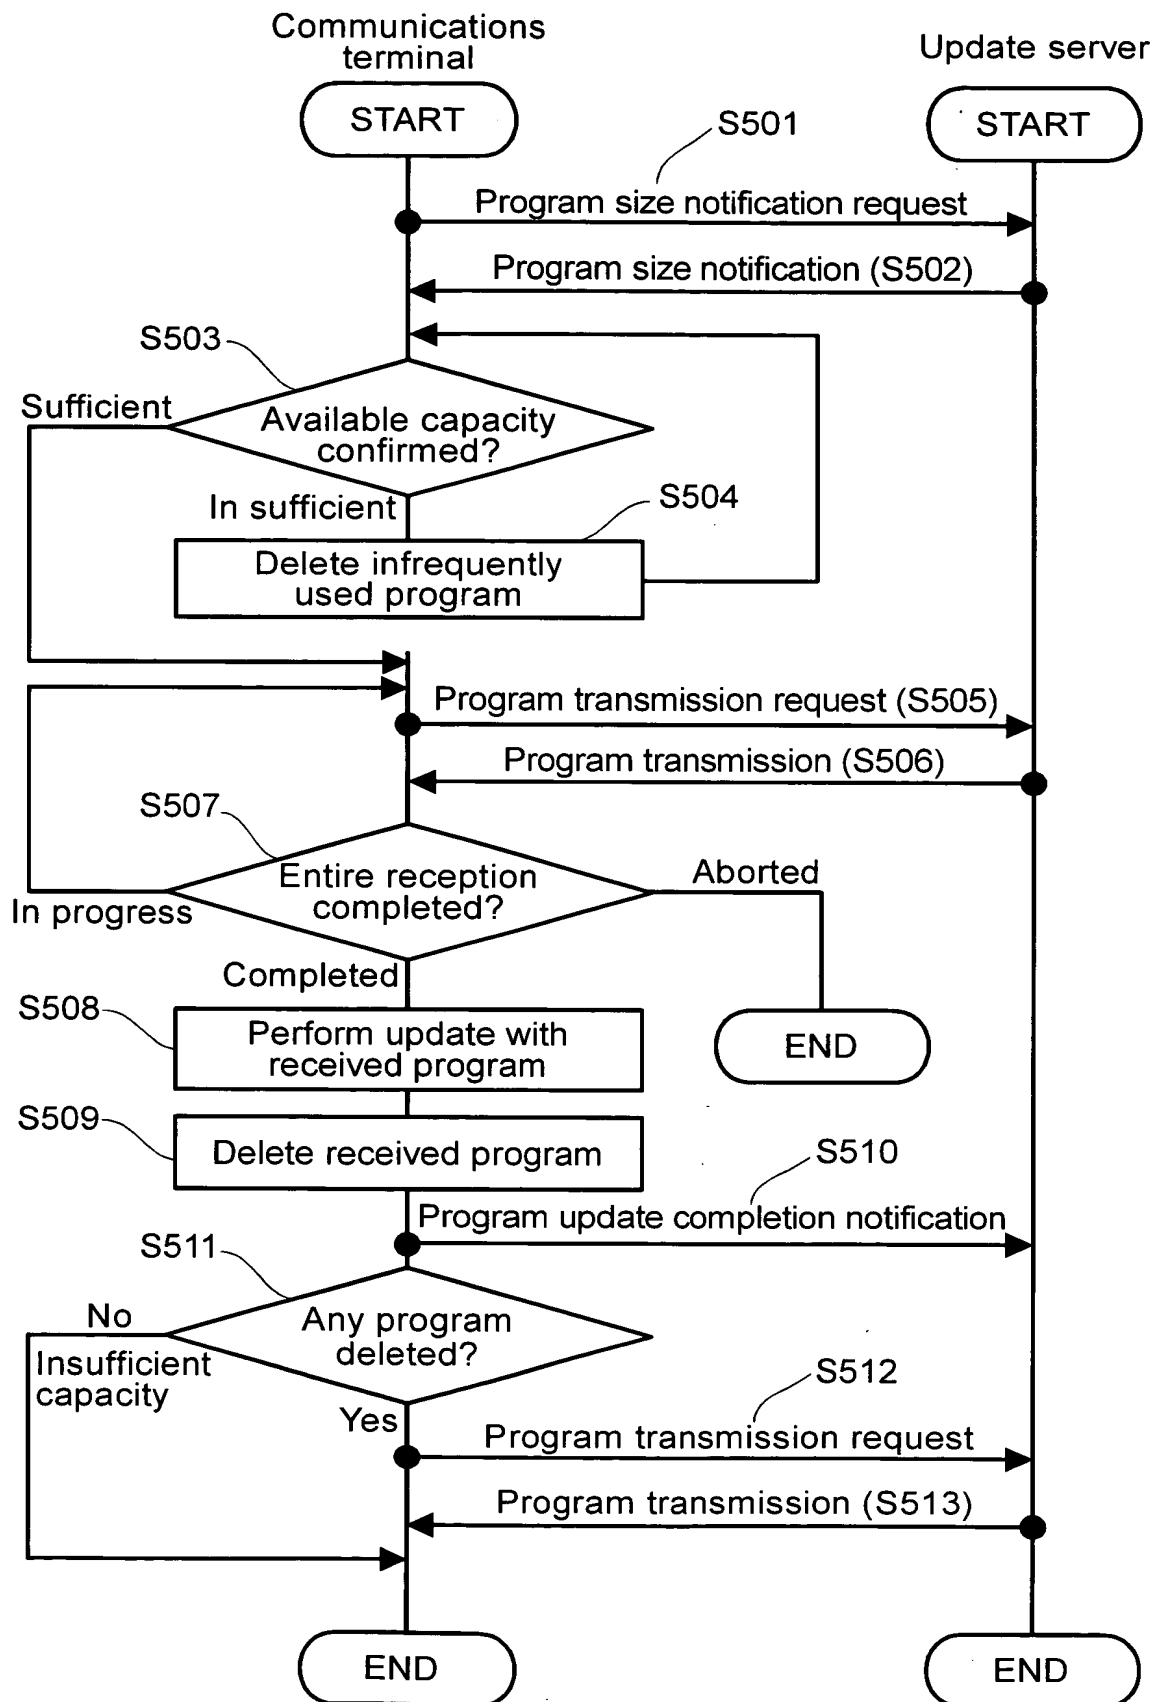 Communications
terminal
Update server
START
START
S501
Program size notification request
Program size notification (S502)
S503
Sufficient
Available capacity
confirmed?
In sufficient
S504
Delete infrequently
used program
Program transmission request (S505)
Program transmission (S506)
S507
Entire reception
completed?
Aborted
In progress
Completed
S508
Perform update with
received program
END
S509
Delete received program
S510
Program update completion notification
S511
No
Any program
deleted?
Insufficient
capacity
S512
Yes
Program transmission request
Program transmission (S513)
END
END